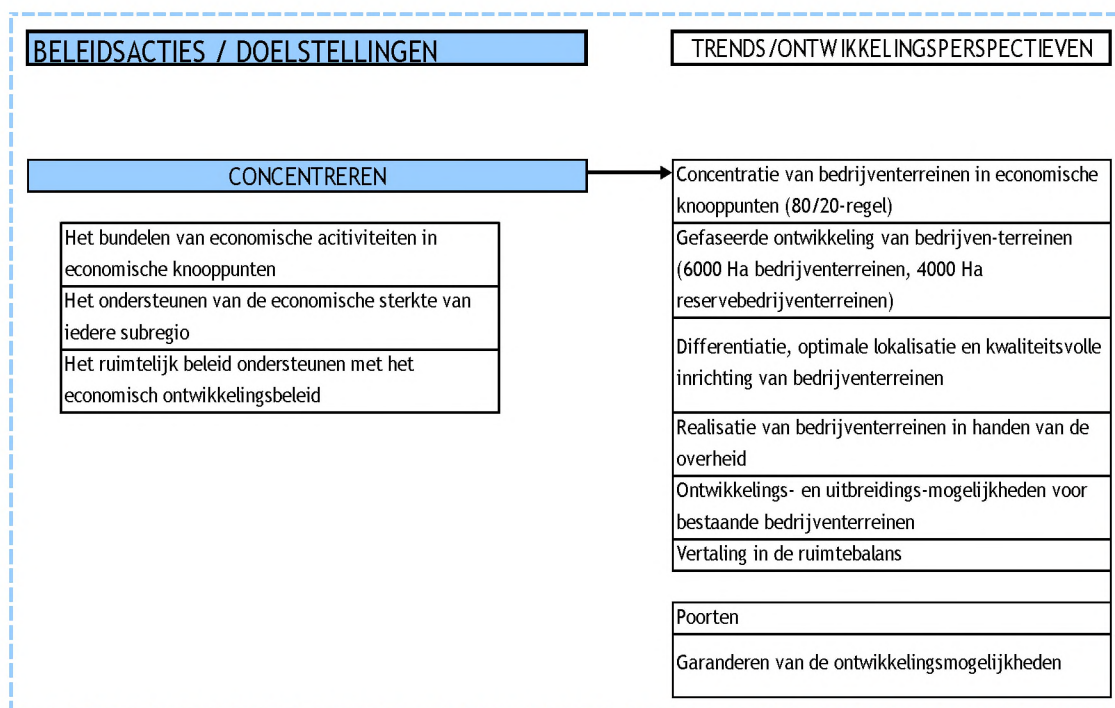 BELEIDSACTIES / DOELSTELLINGEN
TRENDS/ONTWIKKELINGSPERSPECTIEVEN
CONCENTREREN
Het bundelen van economische acitiviteiten in
economische knooppunten
Het ondersteunen van de economische sterkte van
iedere subregio
Het ruimtelijk beleid ondersteunen met het
economisch ontwikkelingsbeleid
Concentratie van bedrijventerreinen in economische
knooppunten (80/20-regel)
Gefaseerde ontwikkeling van bedrijven-terreinen
(6000 Ha bedrijventerreinen, 4000 Ha
reservebedrijventerreinen)
Differentiatie, optimale lokalisatie en kwaliteitsvolle
inrichting van bedrijventerreinen
Realisatie van bedrijventerreinen in handen van de
overheid
Ontwikkelings- en uitbreidings-mogelijkheden voor
bestaande bedrijventerreinen
Vertaling in de ruimtebalans
Poorten
Garanderen van de ontwikkelingsmogelijkheden